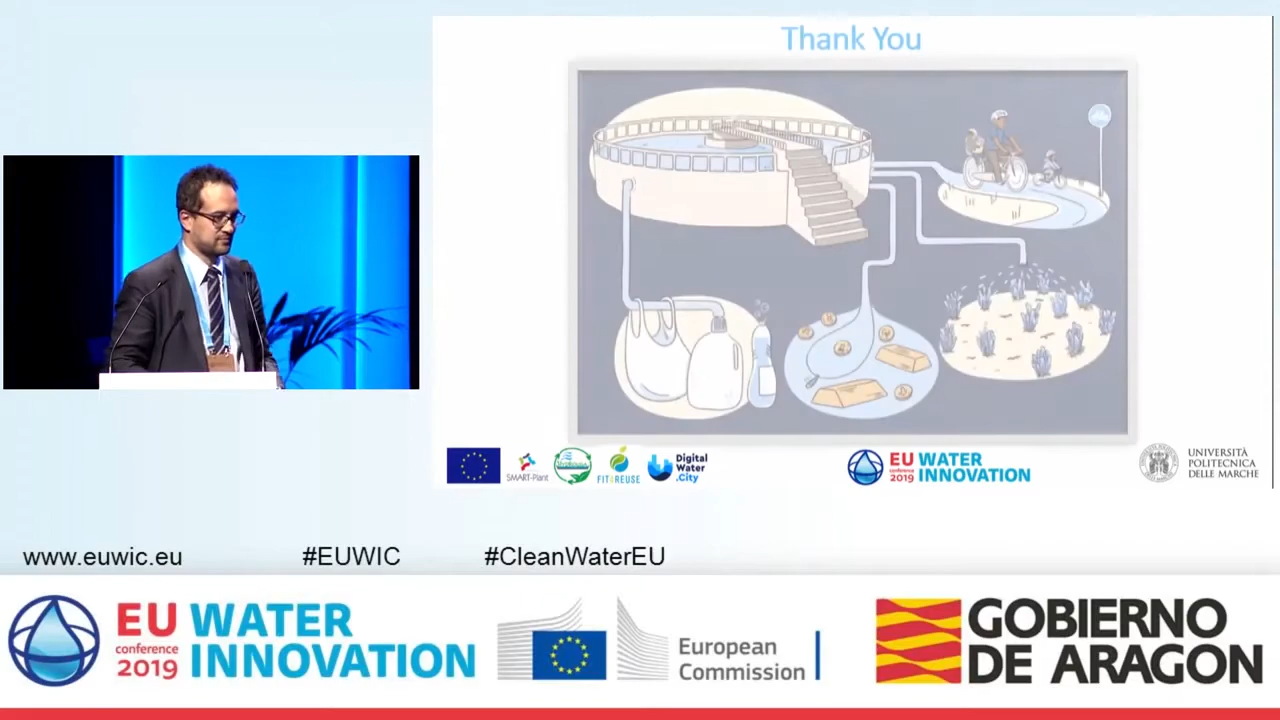 Thank You
SMART-Plant
FIT4REUSE
Digital
Water
.City
EU WATER
conference
2019 INNOVATION
UNIVERSITÀ
POLITECNICA
DELLE MARCHE
www.euwic.eu #EUWIC #CleanWaterEU
EU WATER
conference
2019 INNOVATION
European
Commission
GOBIERNO
DE ARAGON